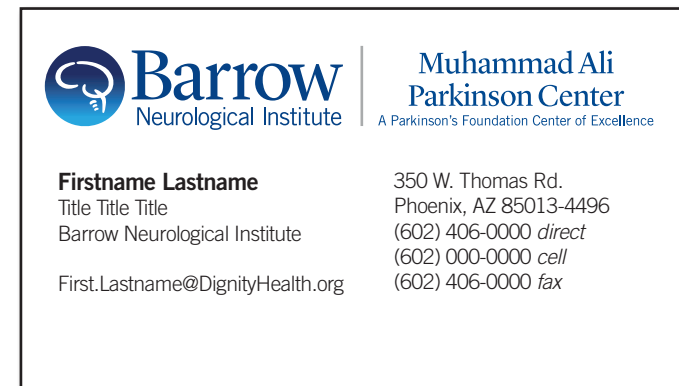 Barrow
Neurological Institute
Muhammad Ali
Parkinson Center
A Parkinson's Foundation Center of Excellence
Firstname Lastname
Title Title Title
Barrow Neurological Institute
First.Lastname@DignityHealth.org
350 W. Thomas Rd.
Phoenix, AZ 85013-4496
(602) 406-0000 direct
(602) 000-0000 cell
(602) 406-0000 fax